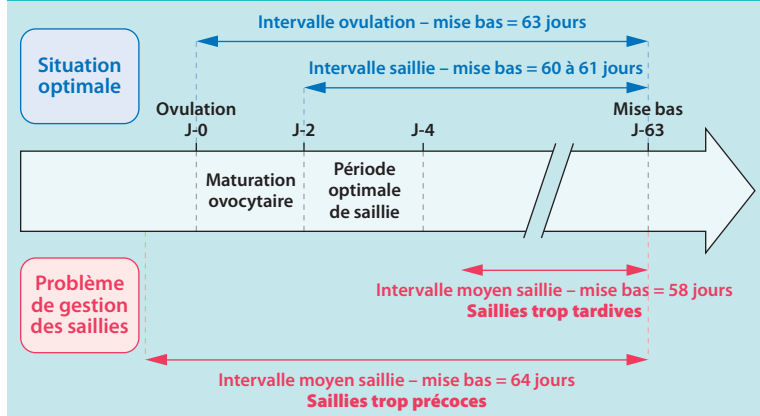 Intervalle ovulation – mise bas = 63 jours
Situation
optimale
Intervalle saillie – mise bas = 60 à 61 jours
Ovulation
J-0
J-2
J-4
Mise bas
J-63
Maturation
ovocytaire
Période
optimale
de saillie
Problème
de gestion
des saillies
Intervalle moyen saillie – mise bas = 58 jours
Saillies trop tardives
Intervalle moyen saillie – mise bas = 64 jours
Saillies trop précoces